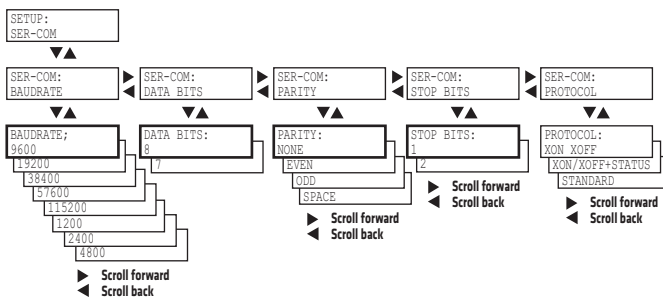 SETUP:
SER-COM
SER-COM:
BAUDRATE
SER-COM:
DATA BITS
SER-COM:
PARITY
SER-COM:
STOP BITS
SER-COM:
PROTOCOL
BAUDRATE;
9600
19200
38400
57600
115200
1200
2400
4800
Scroll forward
Scroll back
DATA BITS:
8
7
PARITY:
NONE
EVEN
ODD
SPACE
Scroll forward
Scroll back
STOP BITS:
1
2
Scroll forward
Scroll back
PROTOCOL:
XON XOFF
XON/XOFF+STATUS
STANDARD
Scroll forward
Scroll back